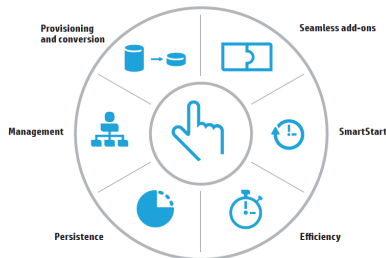 Provisioning
and conversion
Seamless add-ons
Management
SmartStart
Persistence
Efficiency